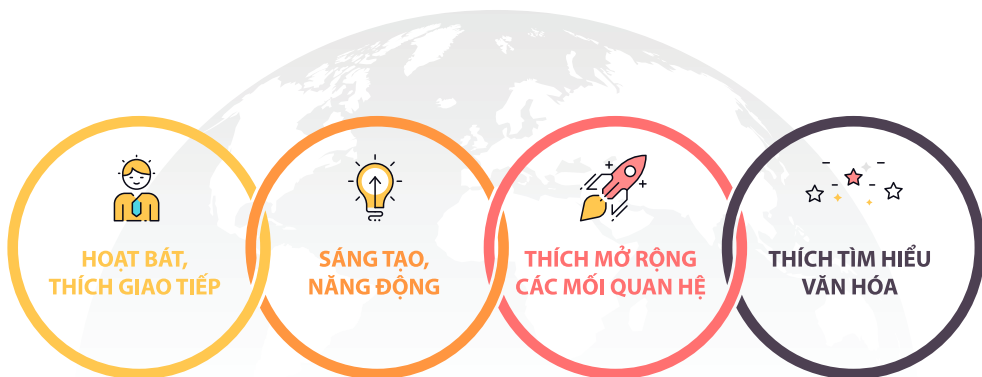 HOẠT BÁT,
THÍCH GIAO TIẾP
SÁNG TẠO,
NĂNG ĐỘNG
THÍCH MỞ RỘNG
CÁC MỐI QUAN HỆ
THÍCH TÌM HIỂU
VĂN HÓA